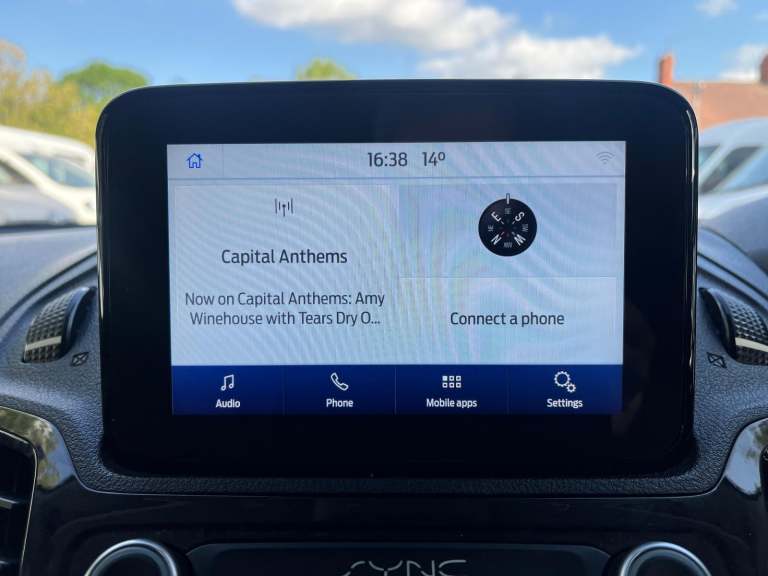 16:38 14º
Capital Anthems
Now on Capital Anthems: Amy
Winehouse with Tears Dry O...
E S
N W
Connect a phone
Audio Phone Mobile apps Settings
SYNC